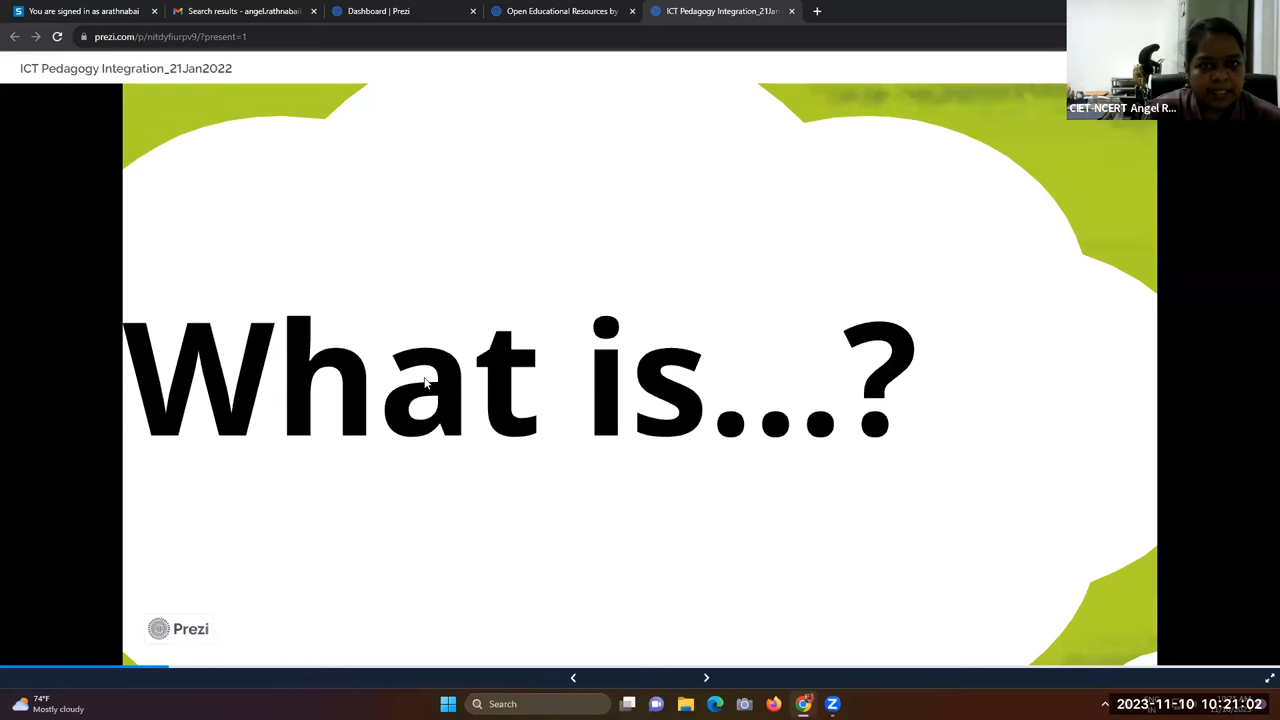 You are signed in as arathnabai
Search results - angel.rathnabai
Dashboard | Prezi
Open Educational Resources by
ICT Pedagogy Integration_21Jan
prezi.com/p/nitdyfiurpv9/?present=1
ICT Pedagogy Integration_21Jan2022
CIET-NCERT Angel R...
What is...?
Prezi
74°F
Mostly cloudy
Search
2023-11-10 10:21:02